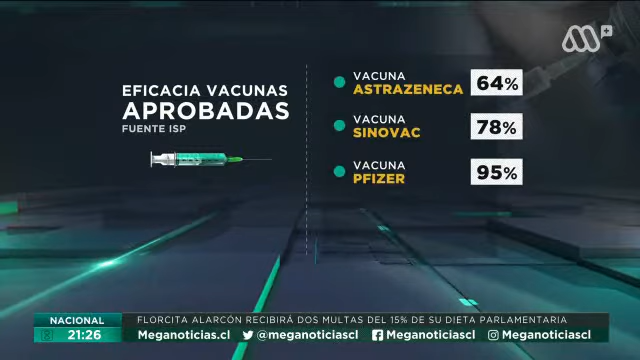 EFICACIA VACUNAS
APROBADAS
FUENTE ISP
VACUNA
ASTRAZENECA
64%
VACUNA
SINOVAC
78%
VACUNA
PFIZER
95%
NACIONAL
21:26
FLORCITA ALARCÓN RECIBIRÁ DOS MULTAS DEL 15% DE SU DIETA PARLAMENTARIA
Meganoticias.cl @meganoticiascl Meganoticiascl Meganoticiascl